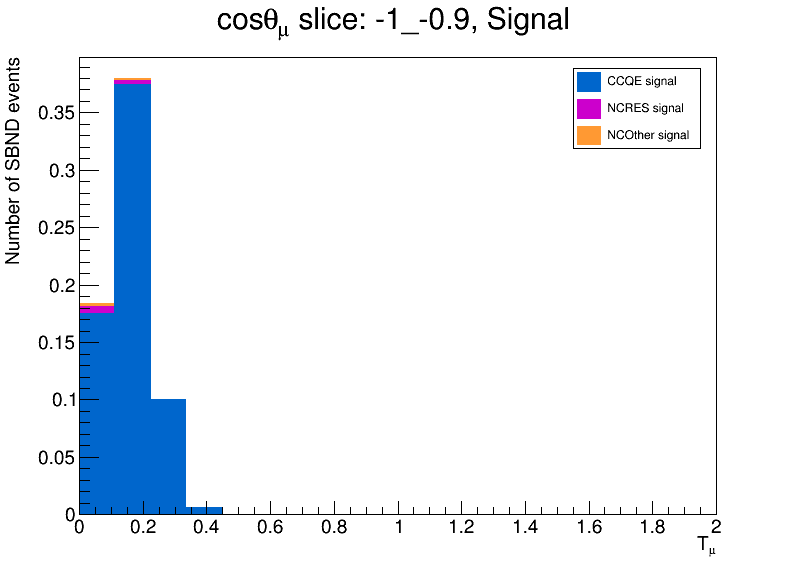 cosθμ slice: -1_-0.9, Signal
Number of SBND events
CCQE signal
NCRES signal
NCOther signal
0.35
0.3
0.25
0.2
0.15
0.1
0.05
0
0 0.2 0.4 0.6 0.8 1 1.2 1.4 1.6 1.8 2
Tμ